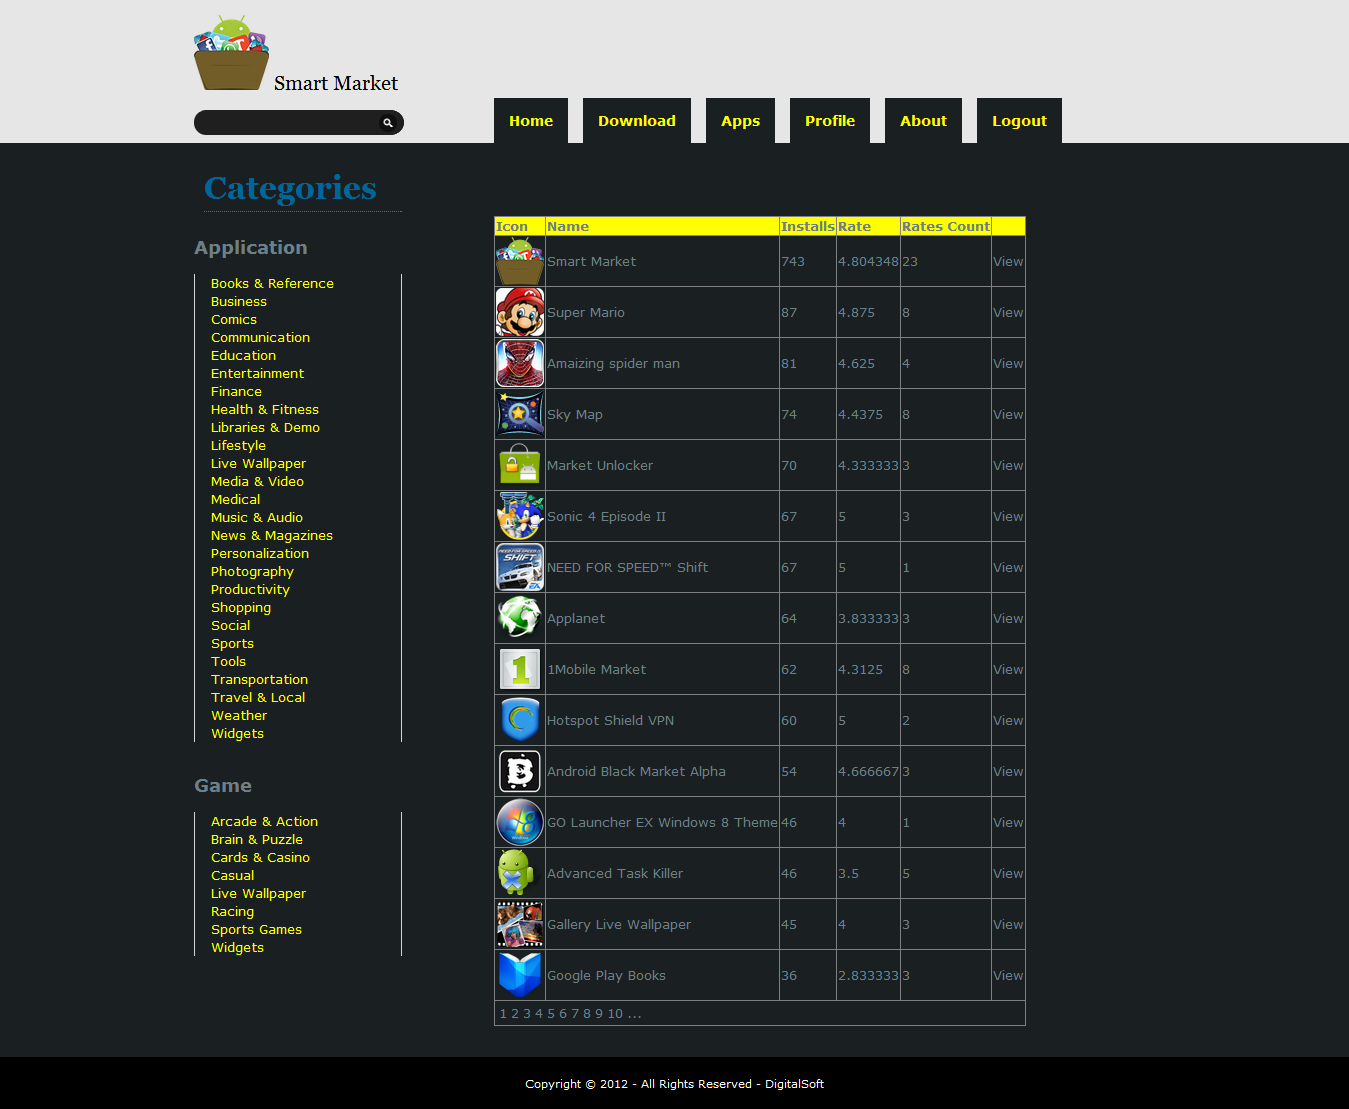 Smart Market
Home Download Apps Profile About Logout
Categories
Application
Books & Reference
Business
Comics
Communication
Education
Entertainment
Finance
Health & Fitness
Libraries & Demo
Lifestyle
Live Wallpaper
Media & Video
Medical
Music & Audio
News & Magazines
Personalization
Photography
Productivity
Shopping
Social
Sports
Tools
Transportation
Travel & Local
Weather
Widgets
Game
Arcade & Action
Brain & Puzzle
Cards & Casino
Casual
Live Wallpaper
Racing
Sports Games
Widgets
Icon Name Installs Rate Rates Count
Smart Market 743 4.804348 23 View
Super Mario 87 4.875 8 View
Amaizing spider man 81 4.625 4 View
Sky Map 74 4.4375 8 View
Market Unlocker 70 4.333333 3 View
Sonic 4 Episode II 67 5 3 View
NEED FOR SPEED™ Shift 67 5 1 View
Applanet 64 3.833333 3 View
1Mobile Market 62 4.3125 8 View
Hotspot Shield VPN 60 5 2 View
Android Black Market Alpha 54 4.666667 3 View
GO Launcher EX Windows 8 Theme 46 4 1 View
Advanced Task Killer 46 3.5 5 View
Gallery Live Wallpaper 45 4 3 View
Google Play Books 36 2.833333 3 View
1 2 3 4 5 6 7 8 9 10 ...
Copyright © 2012 - All Rights Reserved - DigitalSoft